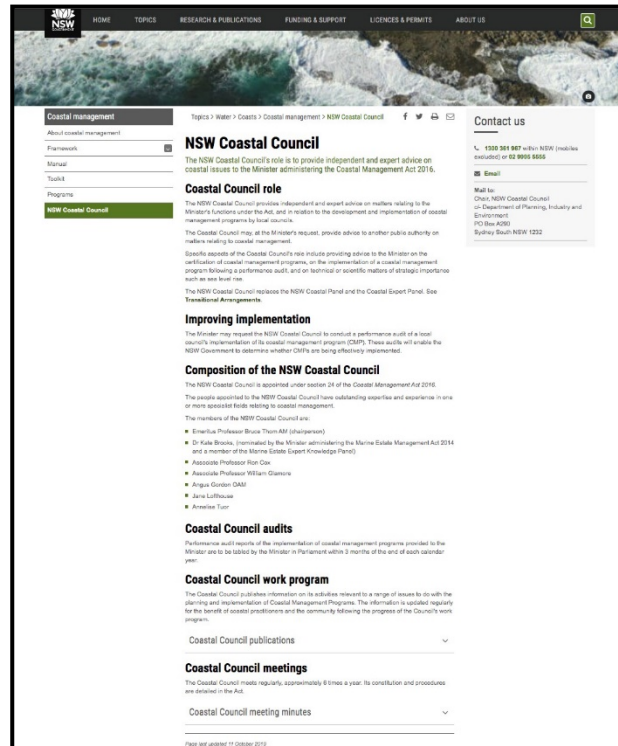 NSW
GOVERNMENT
HOME
TOPICS
RESEARCH & PUBLICATIONS
FUNDING & SUPPORT
LICENCES & PERMITS
ABOUT US
Coastal management
About coastal management
Framework
Manual
Toolkit
Programs
NSW Coastal Council
Topics > Water > Coasts > Coastal management > NSW Coastal Council
NSW Coastal Council
The NSW Coastal Council's role is to provide independent and expert advice on
coastal issues to the Minister administering the Coastal Management Act 2016.
Coastal Council role
The NSW Coastal Council provides independent and expert advice on matters relating to the
Minister's functions under the Act, and in relation to the development and implementation of coastal
management programs by local councils.
The Coastal Council may, at the Minister's request, provide advice to another public authority on
matters relating to coastal management.
Specific aspects of the Coastal Council's role include providing advice to the Minister on the
certification of coastal management programs, on the implementation of a coastal management
program following a performance audit, and on technical or scientific matters of strategic importance
such as sea level rise.
The NSW Coastal Council replaces the NSW Coastal Panel and the Coastal Expert Panel. See
Transitional Arrangements.
Improving implementation
The Minister may request the NSW Coastal Council to conduct a performance audit of a local
council's implementation of its coastal management program (CMP). These audits will enable the
NSW Government to determine whether CMPs are being effectively implemented.
Composition of the NSW Coastal Council
The NSW Coastal Council is appointed under section 24 of the Coastal Management Act 2016.
The people appointed to the NSW Coastal Council have outstanding expertise and experience in one
or more specialist fields relating to coastal management.
The members of the NSW Coastal Council are:
Emeritus Professor Bruce Thom AM (chairperson)
Dr Kate Brooks, (nominated by the Minister administering the Marine Estate Management Act 2014
and a member of the Marine Estate Expert Knowledge Panel)
Associate Professor Ron Cox
Associate Professor William Glamore
Angus Gordon OAM
Jane Lofthouse
Annelise Tuor
Coastal Council audits
Performance audit reports of the implementation of coastal management programs provided to the
Minister are to be tabled by the Minister in Parliament within 3 months of the end of each calendar
year.
Coastal Council work program
The Coastal Council publishes information on its activities relevant to a range of issues to do with the
planning and implementation of Coastal Management Programs. The information is updated regularly
for the benefit of coastal practitioners and the community following the progress of the Council's work
program.
Coastal Council publications
Coastal Council meetings
The Coastal Council meets regularly, approximately 6 times a year. Its constitution and procedures
are detailed in the Act.
Coastal Council meeting minutes
Page last updated 11 October 2019
Contact us
1300 361 967 within NSW (mobiles
excluded) or 02 9995 5555
Email
Mail to:
Chair, NSW Coastal Council
c/- Department of Planning, Industry and
Environment
PO Box A290
Sydney South NSW 1232